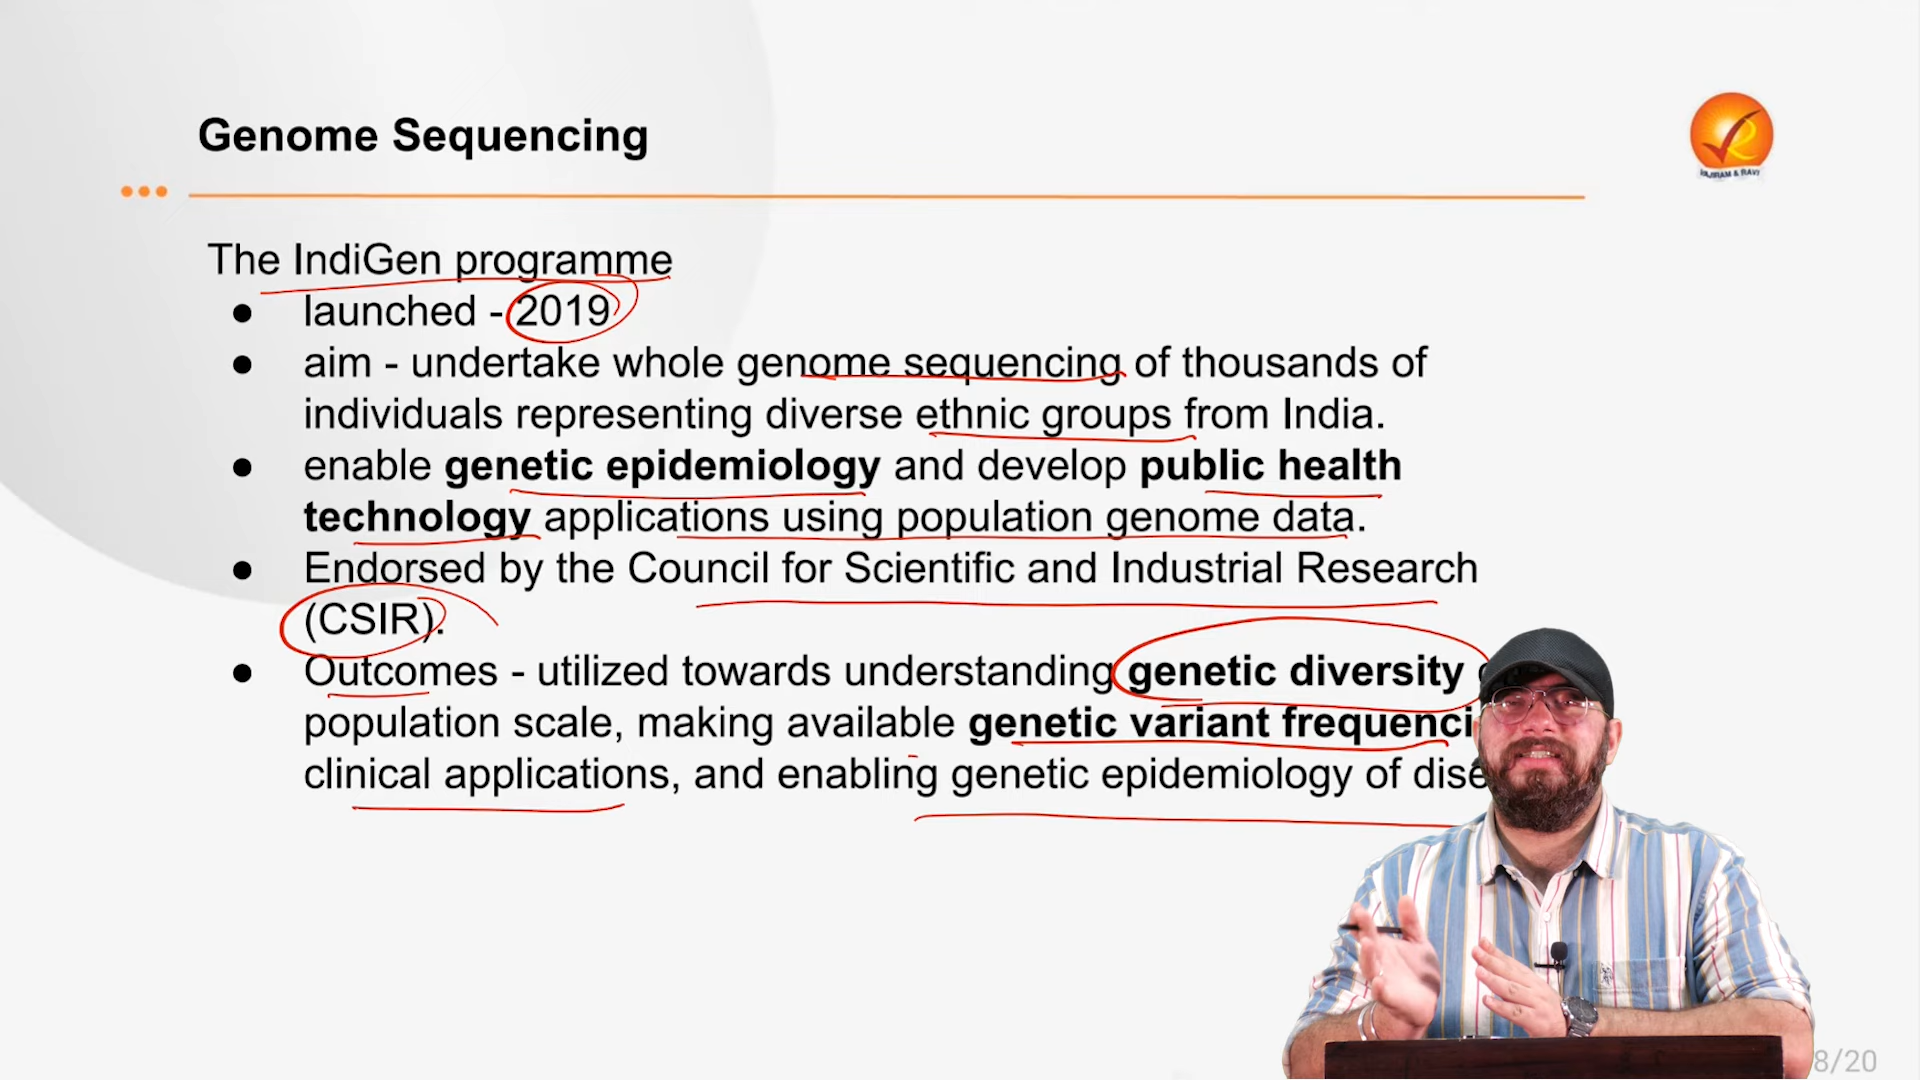 Genome Sequencing
VAJIRAM & RAVI
The IndiGen programme
● launched - 2019
● aim - undertake whole genome sequencing of thousands of
individuals representing diverse ethnic groups from India.
● enable genetic epidemiology and develop public health
technology applications using population genome data.
● Endorsed by the Council for Scientific and Industrial Research
(CSIR).
● Outcomes - utilized towards understanding genetic diversity
population scale, making available genetic variant
clinical applications, and enabling genetic epidemiology of
8/20